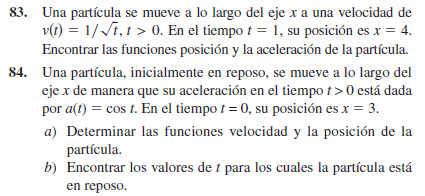 83. Una partícula se mueve a lo largo del eje x a una velocidad de
v(t) = 1/√t, t > 0. En el tiempo t = 1, su posición es x = 4.
Encontrar las funciones posición y la aceleración de la partícula.
84. Una partícula, inicialmente en reposo, se mueve a lo largo del
eje x de manera que su aceleración en el tiempo t > 0 está dada
por a(t) = cos t. En el tiempo t = 0, su posición es x = 3.
a) Determinar las funciones velocidad y la posición de la
partícula.
b) Encontrar los valores de t para los cuales la partícula está
en reposo.